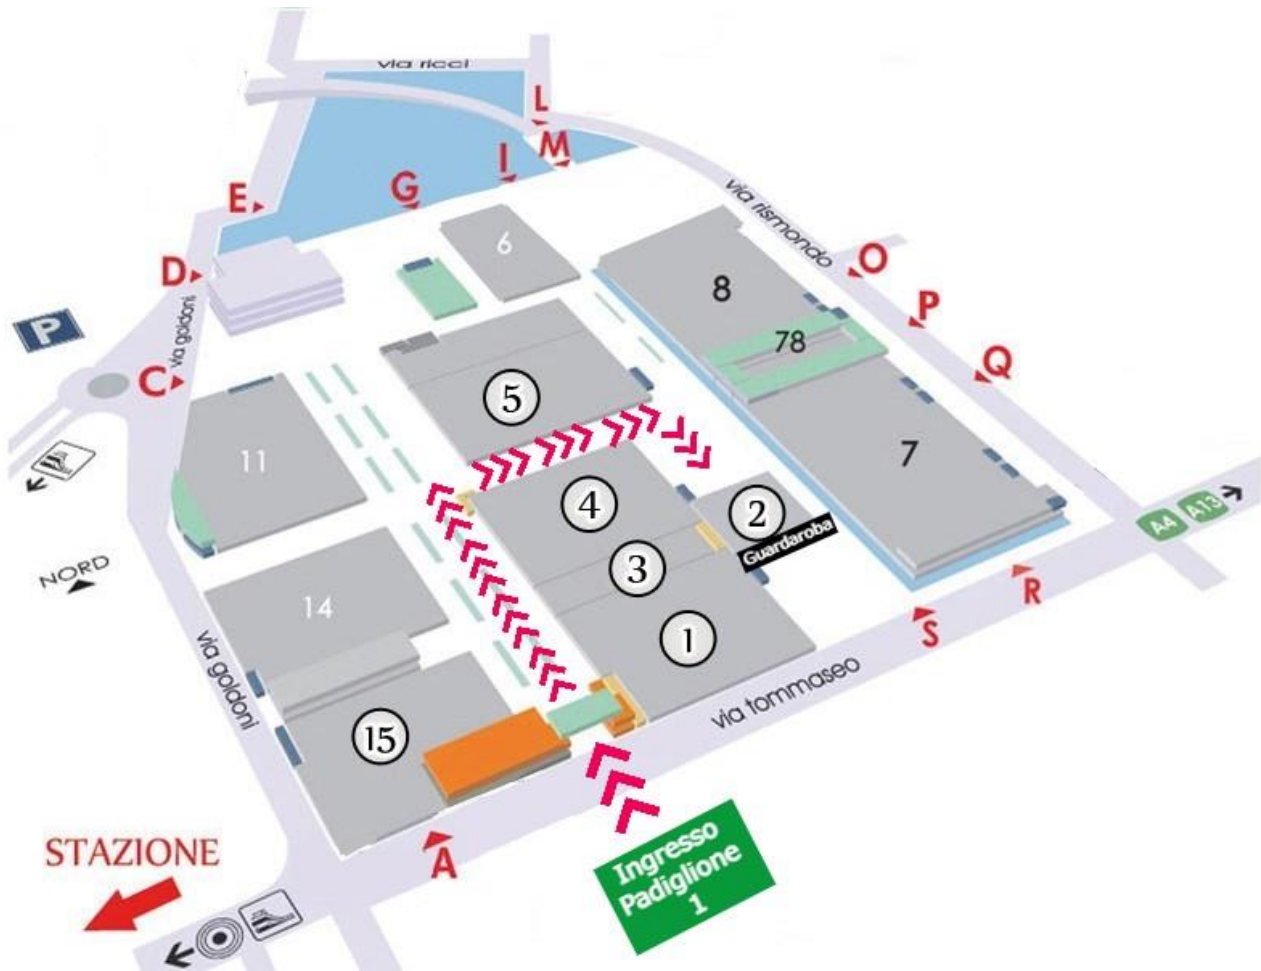 via ricci
L
M
I
G
E
via rismondo
6
D
O
8
P
via goldoni
P
78
C
Q
5
11
7
4
2
A4
A13
Guardaroba
3
NORD
14
R
S
1
via goldoni
via tommaseo
15
Ingresso
Padiglione
1
STAZIONE
A